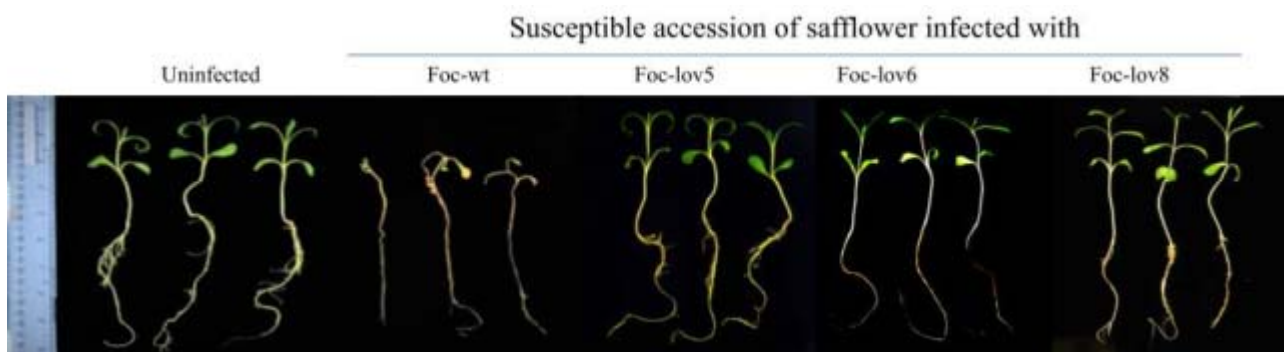 Susceptible accession of safflower infected with
Uninfected Foc-wt Foc-lov5 Foc-lov6 Foc-lov8